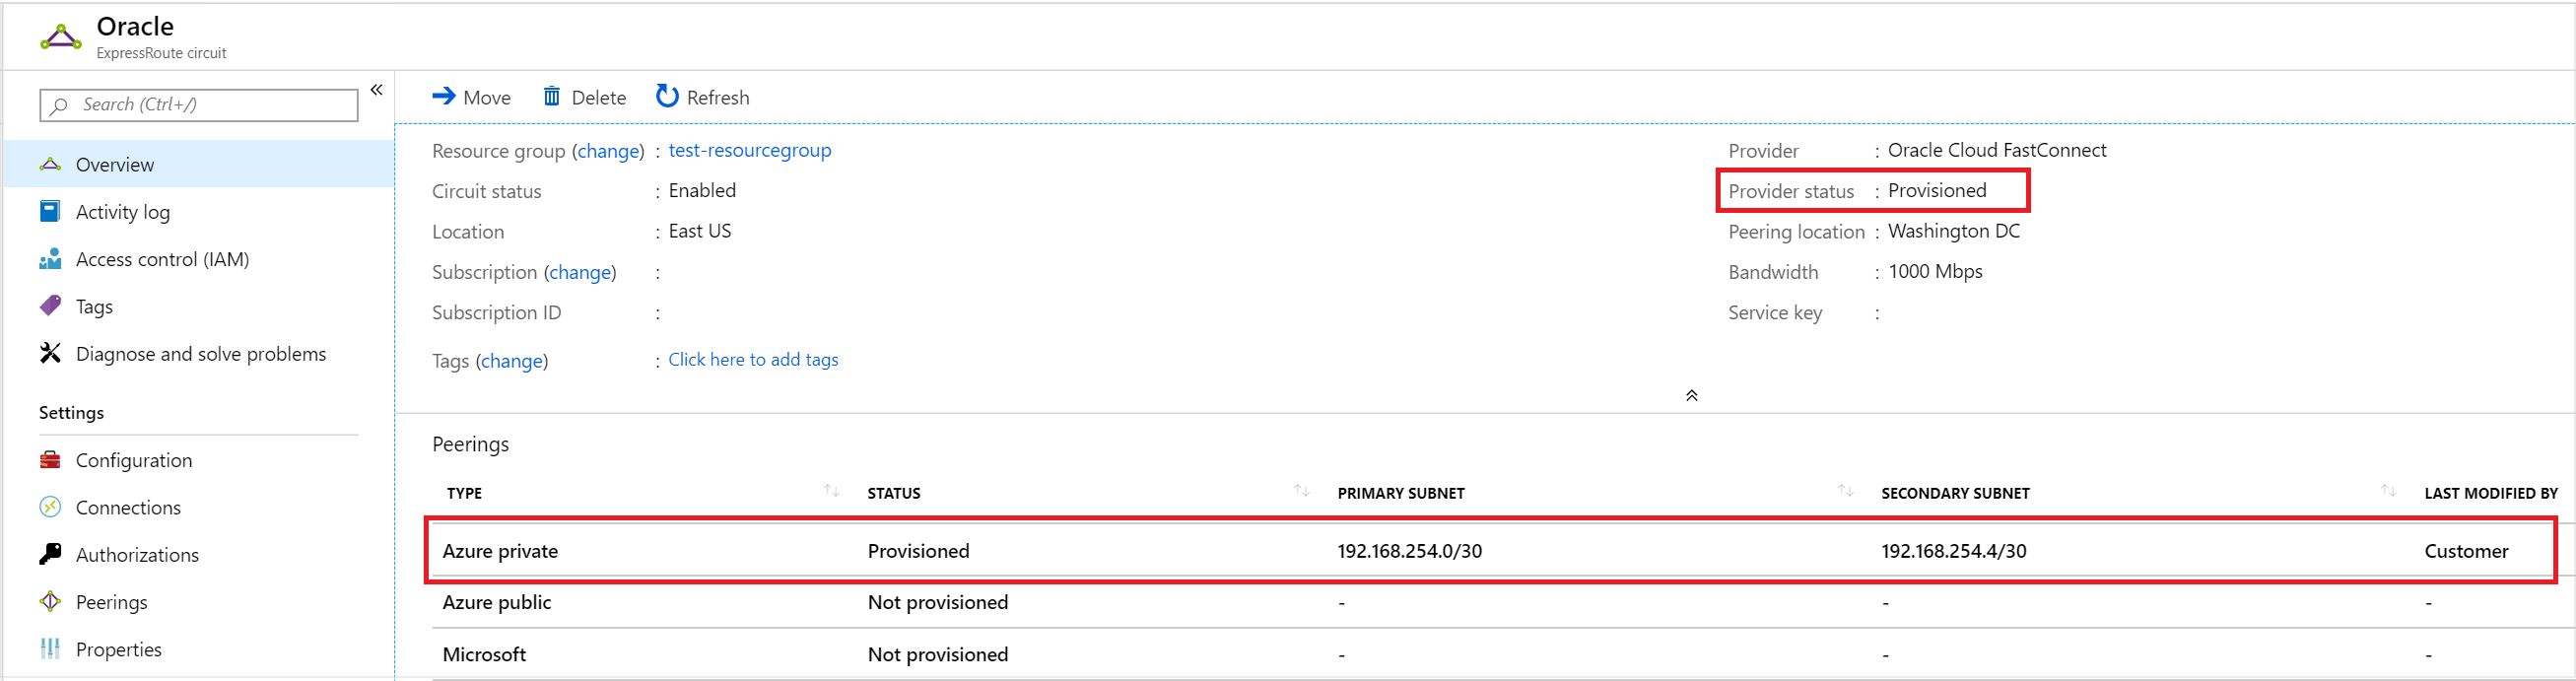 Oracle
ExpressRoute circuit
Search (Ctrl+/)
«
Overview
Activity log
Access control (IAM)
Tags
Diagnose and solve problems
Settings
Configuration
Connections
Authorizations
Peerings
Properties
Move Delete Refresh
Resource group (change) : test-resourcegroup
Circuit status : Enabled
Location : East US
Subscription (change) :
Subscription ID :
Tags (change) : Click here to add tags
Provider : Oracle Cloud FastConnect
Provider status : Provisioned
Peering location : Washington DC
Bandwidth : 1000 Mbps
Service key :
Peerings
TYPE STATUS PRIMARY SUBNET SECONDARY SUBNET LAST MODIFIED BY
Azure private Provisioned 192.168.254.0/30 192.168.254.4/30 Customer
Azure public Not provisioned - - -
Microsoft Not provisioned - - -